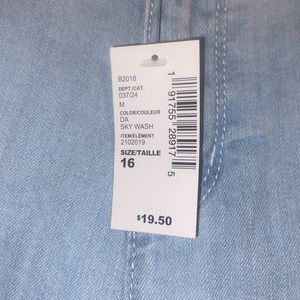 B2018
DEPT./CAT.
037/24
M
COLOR/COULEUR
DA
SKY WASH
ITEM/ÉLÉMENT
2102019
SIZE/TAILLE
16
$19.50
1 91755 28917 5